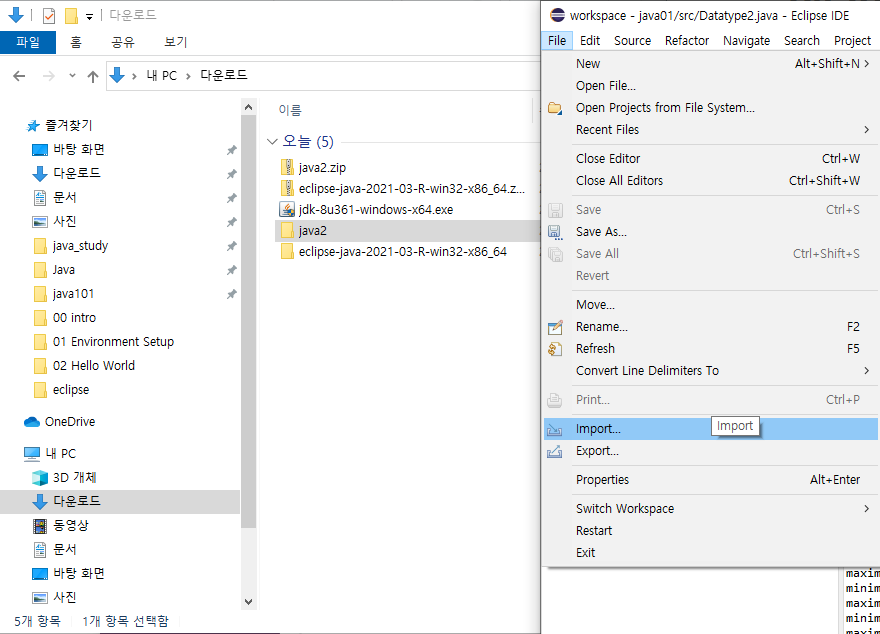 다운로드
파일 홈 공유 보기
내 PC > 다운로드
이름
즐겨찾기
바탕 화면
다운로드
문서
사진
java_study
Java
java101
00 intro
01 Environment Setup
02 Hello World
eclipse
OneDrive
내 PC
3D 개체
다운로드
동영상
문서
바탕 화면
사진
오늘 (5)
java2.zip
eclipse-java-2021-03-R-win32-x86_64.z...
jdk-8u361-windows-x64.exe
java2
eclipse-java-2021-03-R-win32-x86_64
5개 항목 1개 항목 선택함
workspace - java01/src/Datatype2.java - Eclipse IDE
File Edit Source Refactor Navigate Search Project
New Alt+Shift+N >
Open File...
Open Projects from File System...
Recent Files >
Close Editor Ctrl+W
Close All Editors Ctrl+Shift+W
Save Ctrl+S
Save As...
Save All Ctrl+Shift+S
Revert
Move...
Rename... F2
Refresh F5
Convert Line Delimiters To >
Print... Ctrl+P
Import... Import
Export...
Properties Alt+Enter
Switch Workspace >
Restart
Exit
maxim
minim
maxim
minim
maxim